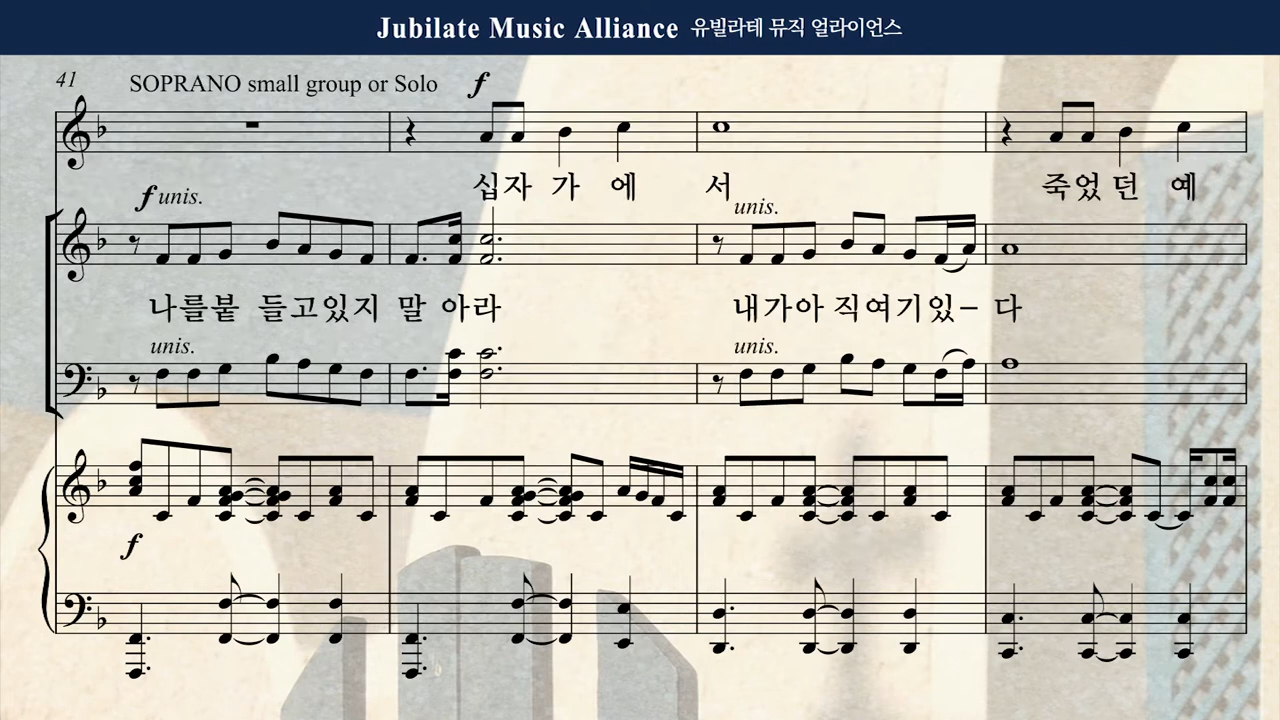 Jubilate Music Alliance 유빌라테 뮤직 얼라이언스
41
SOPRANO small group or Solo f
십자 가 에 서 죽었 던 예
f unis. unis.
나를붙 들고있지 말 아라 내가아 직여기있– 다
unis. unis.
f